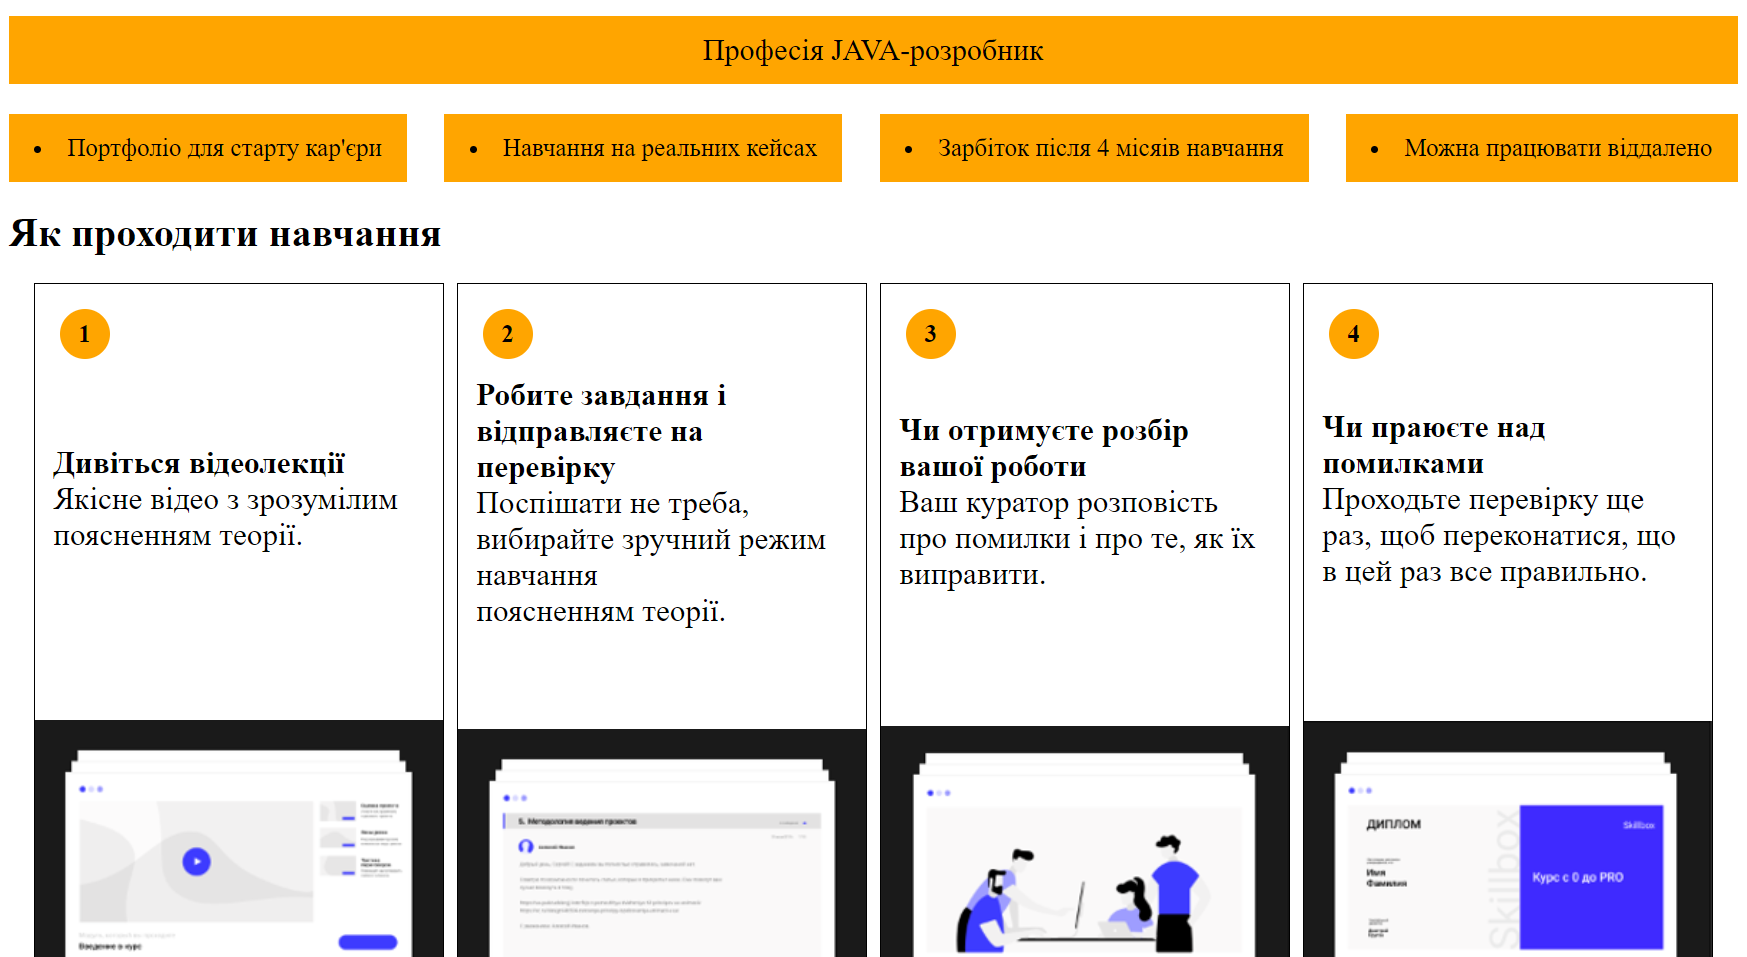 Професія JAVA-розробник
Портфоліо для старту кар'єри
Навчання на реальних кейсах
Зарбіток після 4 місяів навчання
Можна працювати віддалено
Як проходити навчання
1
Дивіться відеолекції
Якісне відео з зрозумілим
поясненням теорії.
2
Робите завдання і
відправляєте на
перевірку
Поспішати не треба,
вибирайте зручний режим
навчання
поясненням теорії.
3
Чи отримуєте розбір
вашої роботи
Ваш куратор розповість
про помилки і про те, як їх
виправити.
4
Чи праюєте над
помилками
Проходьте перевірку ще
раз, щоб переконатися, що
в цей раз все правильно.
Введение в курс
5. Методология ведения проектов
ДИПЛОМ
Имя
Фамилия
Skillbox
Skillbox
Курс с 0 до PRO